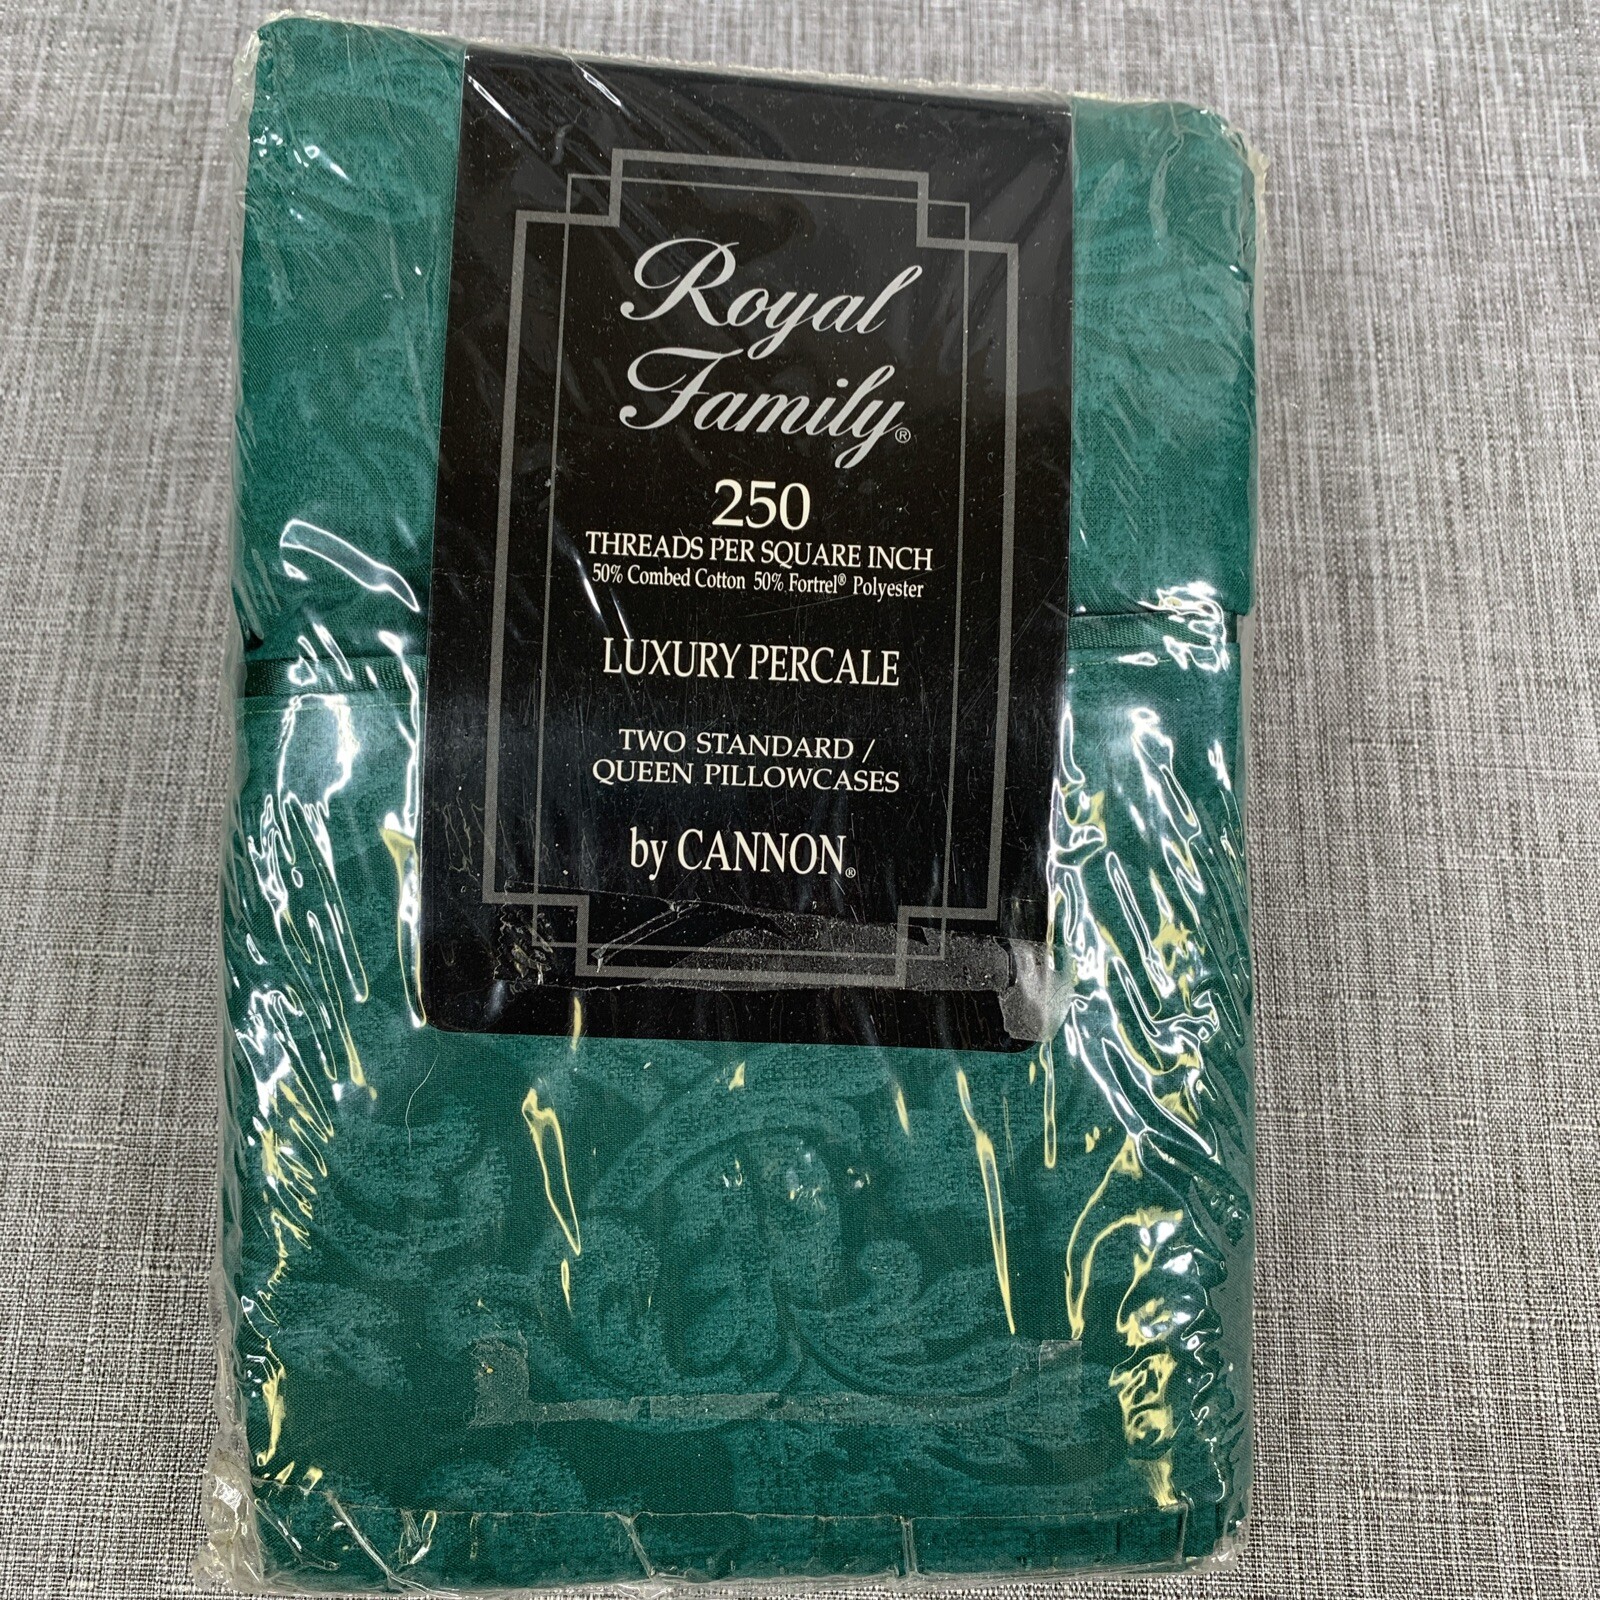 Royal
Family®
250
THREADS PER SQUARE INCH
50% Combed Cotton 50% Fortrel® Polyester
LUXURY PERCALE
TWO STANDARD /
QUEEN PILLOWCASES
by CANNON®